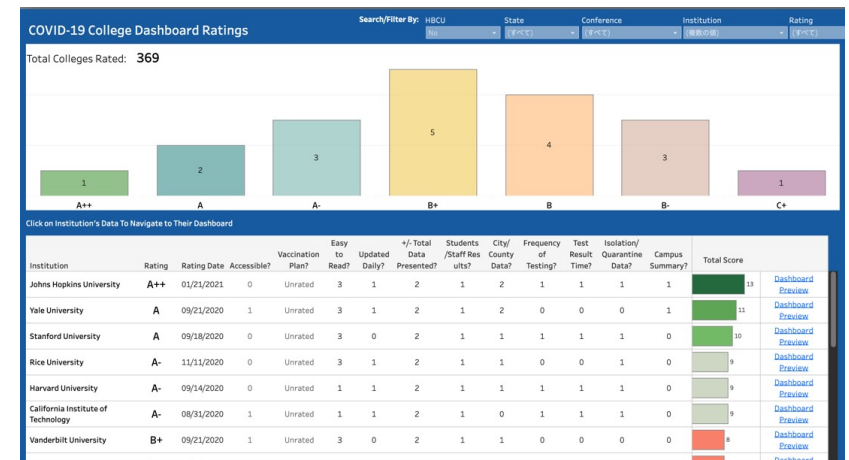 Search/Filter By: HBCU State Conference Institution Rating
COVID-19 College Dashboard Ratings
No (すべて) (すべて) (複数の値) (すべて)
Total Colleges Rated: 369
1 2 3 5 4 3 1
A++ A A- B+ B B- C+
Click on Institution's Data To Navigate to Their Dashboard
Institution Rating Rating Date Accessible? Vaccination Plan? Easy to Read? Updated Daily? +/- Total Data Presented? Students /Staff Res ults? City/ County Data? Frequency of Testing? Test Result Time? Isolation/ Quarantine Data? Campus Summary? Total Score
Johns Hopkins University A++ 01/21/2021 0 Unrated 3 1 2 1 2 1 1 1 1 13 Dashboard Preview
Yale University A 09/21/2020 1 Unrated 3 1 2 1 2 0 0 0 1 11 Dashboard Preview
Stanford University A 09/18/2020 0 Unrated 3 0 2 1 1 1 1 1 0 10 Dashboard Preview
Rice University A- 11/11/2020 0 Unrated 3 1 2 1 1 0 0 1 0 9 Dashboard Preview
Harvard University A- 09/14/2020 0 Unrated 1 1 2 1 1 1 1 1 0 9 Dashboard Preview
California Institute of Technology A- 08/31/2020 1 Unrated 1 1 2 1 0 1 1 1 0 9 Dashboard Preview
Vanderbilt University B+ 09/21/2020 1 Unrated 3 0 2 1 1 0 0 0 0 8 Dashboard Preview
Dashboard